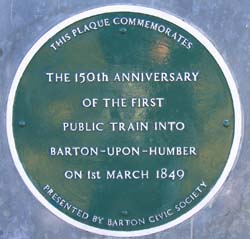 THIS PLAQUE COMMEMORATES
THE 150th ANNIVERSARY
OF THE FIRST
PUBLIC TRAIN INTO
BARTON-UPON-HUMBER
ON 1st MARCH 1849
PRESENTED BY BARTON CIVIC SOCIETY